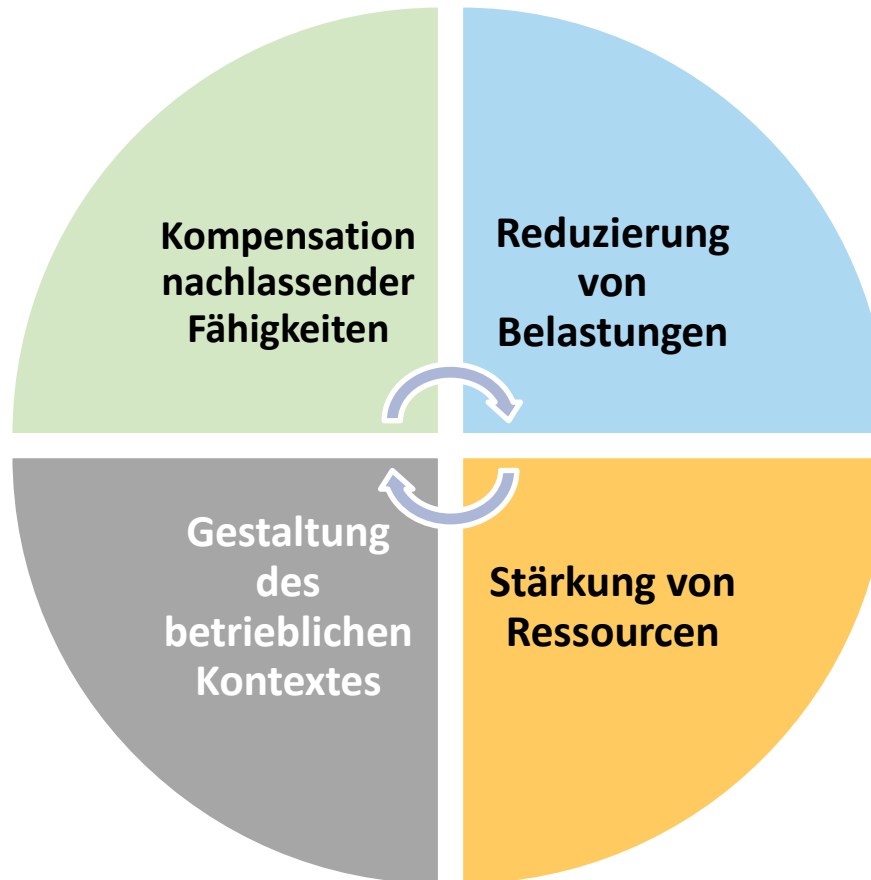 Kompensation
nachlassender
Fähigkeiten
Reduzierung
von
Belastungen
Gestaltung
des
betrieblichen
Kontextes
Stärkung von
Ressourcen